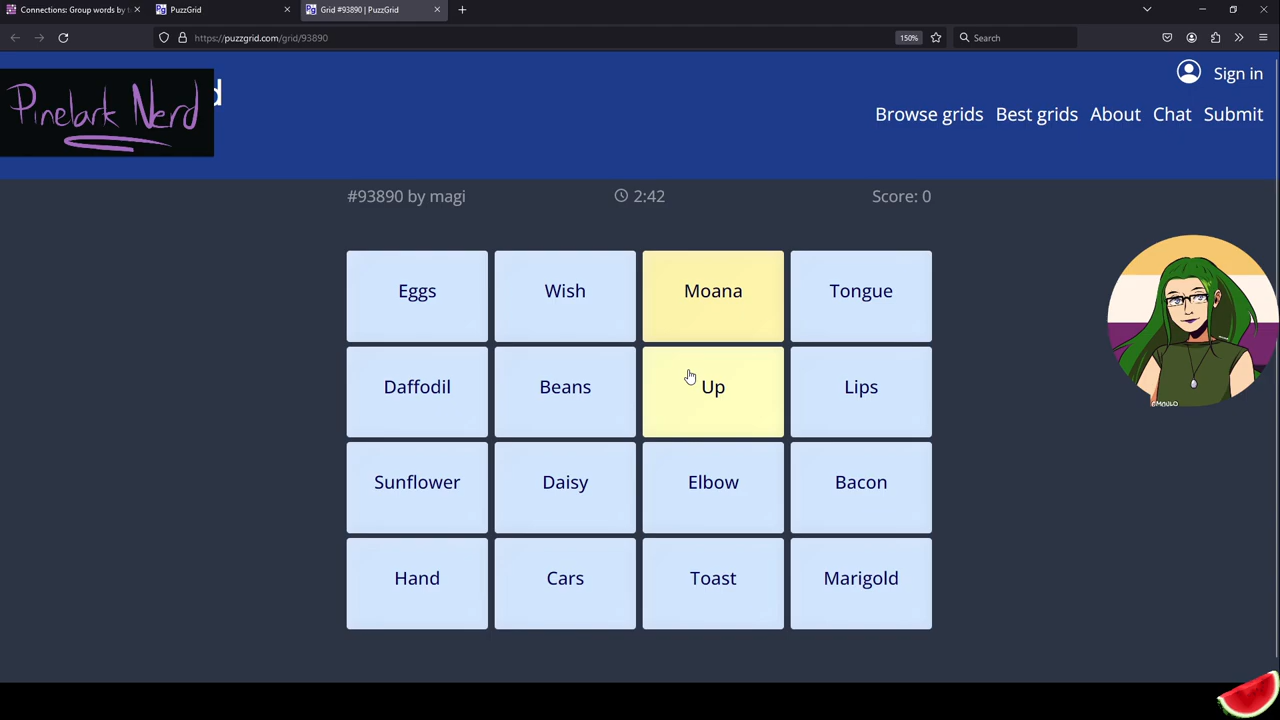 Connections: Group words by t
PuzzGrid
Grid #93890 | PuzzGrid
https://puzzgrid.com/grid/93890
150%
Search
Pinelark Nerd
d
Sign in
Browse grids Best grids About Chat Submit
#93890 by magi
2:42
Score: 0
Eggs Wish Moana Tongue
Daffodil Beans Up Lips
Sunflower Daisy Elbow Bacon
Hand Cars Toast Marigold